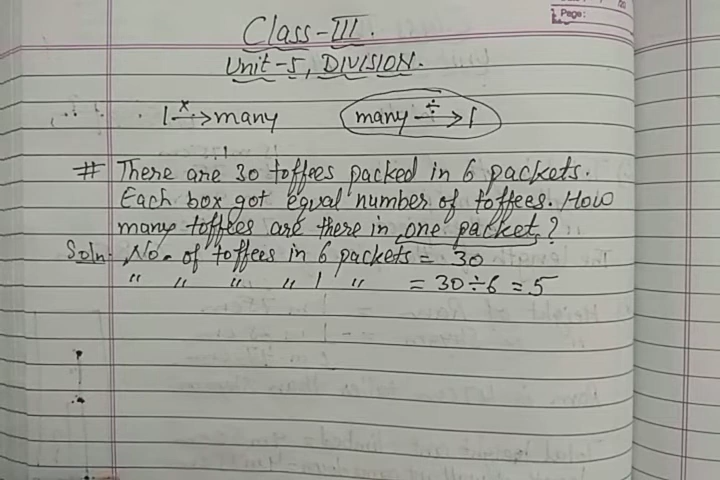 Page:
Class-III.
Unit-5, DIVISION.
1 x→ many many ÷→ 1
# There are 30 toffees packed in 6 packets.
Each box got equal number of toffees. How
many toffees are there in one packet?
Soln. No. of toffees in 6 packets = 30
" " " " 1 " = 30÷6 = 5